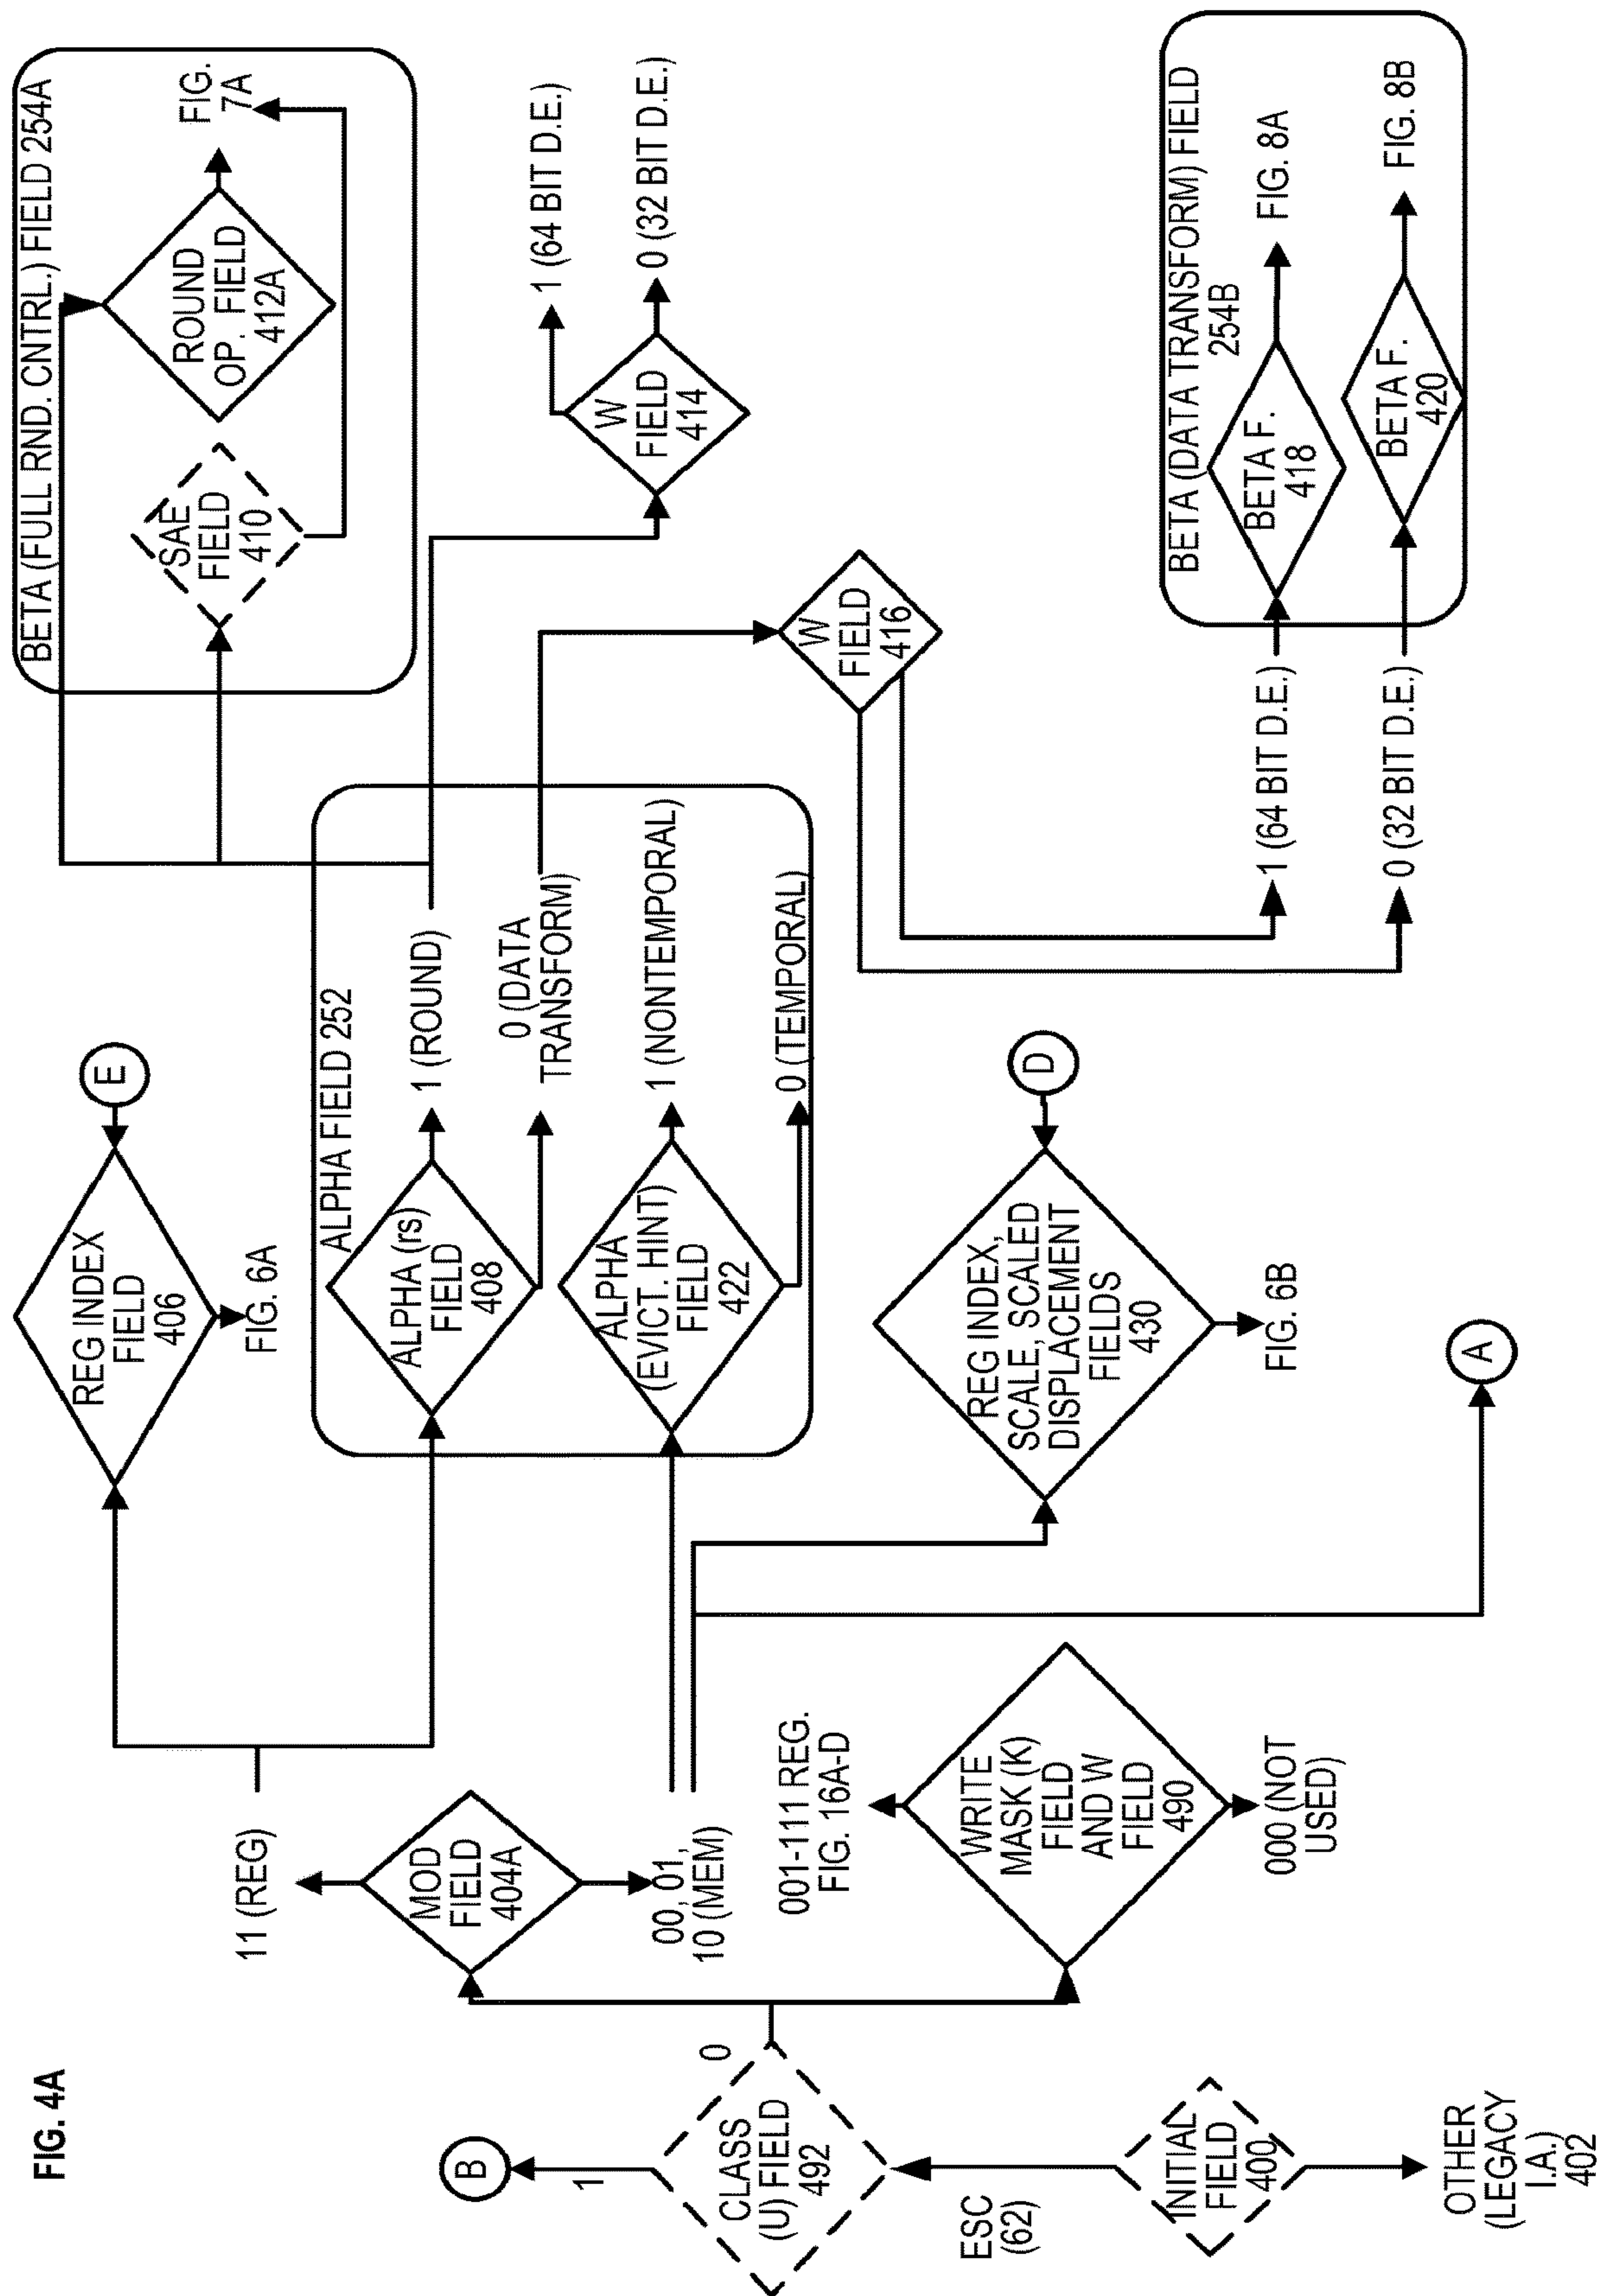 FIG. 4A
INITIAL
FIELD
400
OTHER
(LEGACY
I.A.)
402
ESC
(62)
CLASS
(U) FIELD
492
1
B
0
MOD
FIELD
404A
11 (REG)
00, 01,
10 (MEM)
WRITE
MASK (K)
FIELD
AND W
FIELD
490
001-111 REG.
FIG. 16A-D
000 (NOT
USED)
REG INDEX
FIELD
406
E
FIG. 6A
ALPHA FIELD 252
ALPHA (rs)
FIELD
408
1 (ROUND)
0 (DATA
TRANSFORM)
ALPHA
(EVICT. HINT)
FIELD
422
1 (NONTEMPORAL)
0 (TEMPORAL)
REG INDEX,
SCALE, SCALED
DISPLACEMENT
FIELDS
430
D
FIG. 6B
A
BETA (FULL RND. CNTRL.) FIELD 254A
SAE
FIELD
410
ROUND
OP. FIELD
412A
FIG.
7A
W
FIELD
414
1 (64 BIT D.E.)
0 (32 BIT D.E.)
W
FIELD
416
1 (64 BIT D.E.)
0 (32 BIT D.E.)
BETA (DATA TRANSFORM) FIELD
254B
BETA F.
418
FIG. 8A
BETA F.
420
FIG. 8B